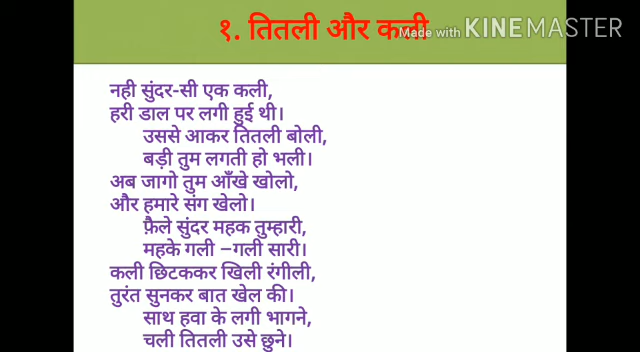 १. तितली और कली
Made with KINEMASTER
नही सुंदर-सी एक कली,
हरी डाल पर लगी हुई थी।
उससे आकर तितली बोली,
बड़ी तुम लगती हो भली।
अब जागो तुम आँखे खोलो,
और हमारे संग खेलो।
फ़ैले सुंदर महक तुम्हारी,
महके गली –गली सारी।
कली छिटककर खिली रंगीली,
तुरंत सुनकर बात खेल की।
साथ हवा के लगी भागने,
चली तितली उसे छुने।